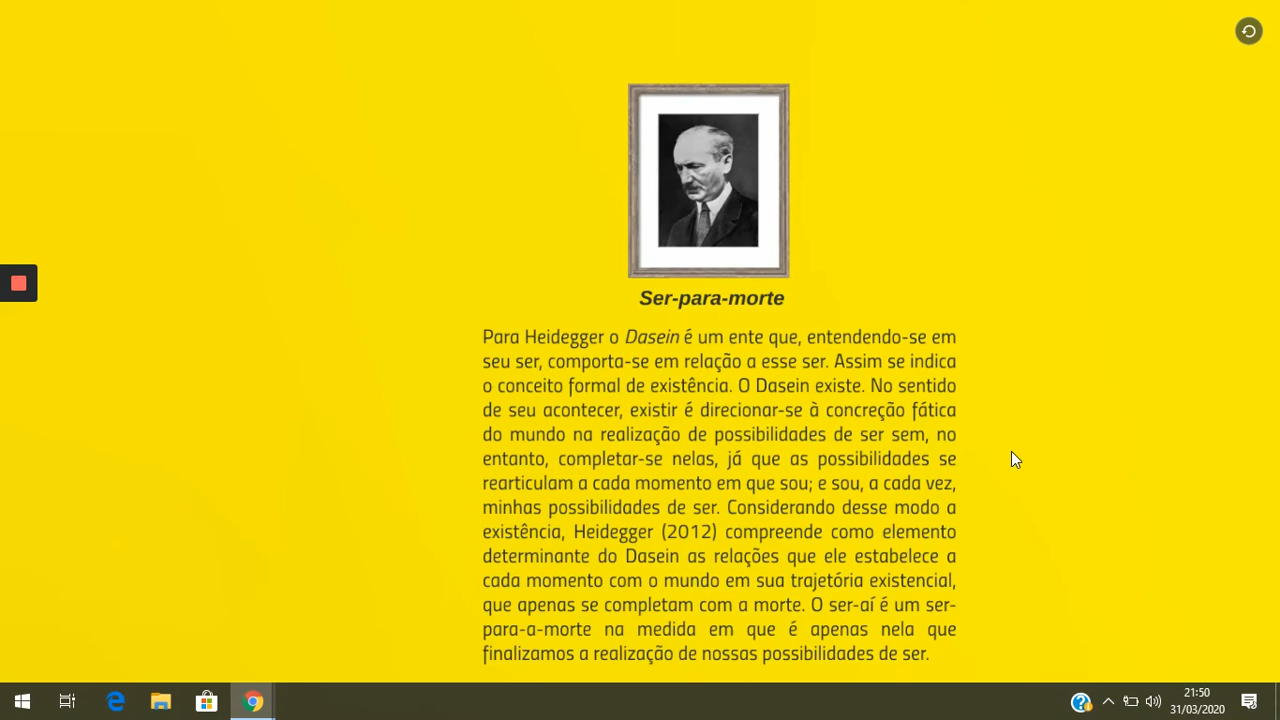 Ser-para-morte
Para Heidegger o Dasein é um ente que, entendendo-se em
seu ser, comporta-se em relação a esse ser. Assim se indica
o conceito formal de existência. O Dasein existe. No sentido
de seu acontecer, existir é direcionar-se à concreção fática
do mundo na realização de possibilidades de ser sem, no
entanto, completar-se nelas, já que as possibilidades se
rearticulam a cada momento em que sou; e sou, a cada vez,
minhas possibilidades de ser. Considerando desse modo a
existência, Heidegger (2012) compreende como elemento
determinante do Dasein as relações que ele estabelece a
cada momento com o mundo em sua trajetória existencial,
que apenas se completam com a morte. O ser-aí é um ser-
para-a-morte na medida em que é apenas nela que
finalizamos a realização de nossas possibilidades de ser.
21:50
31/03/2020